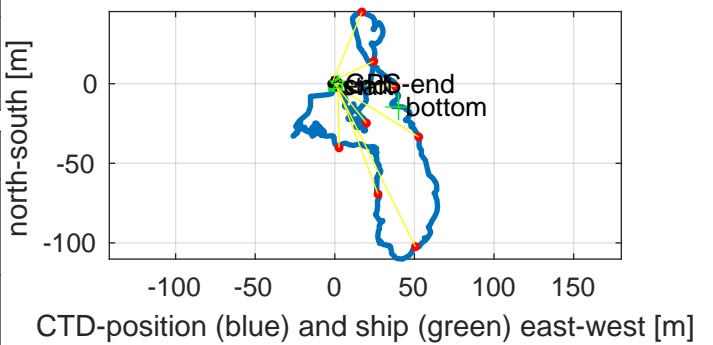 north-south [m]
0
-50
-100
GPS-end
bottom
-100
-50
0
50
100
150
CTD-position (blue) and ship (green) east-west [m]